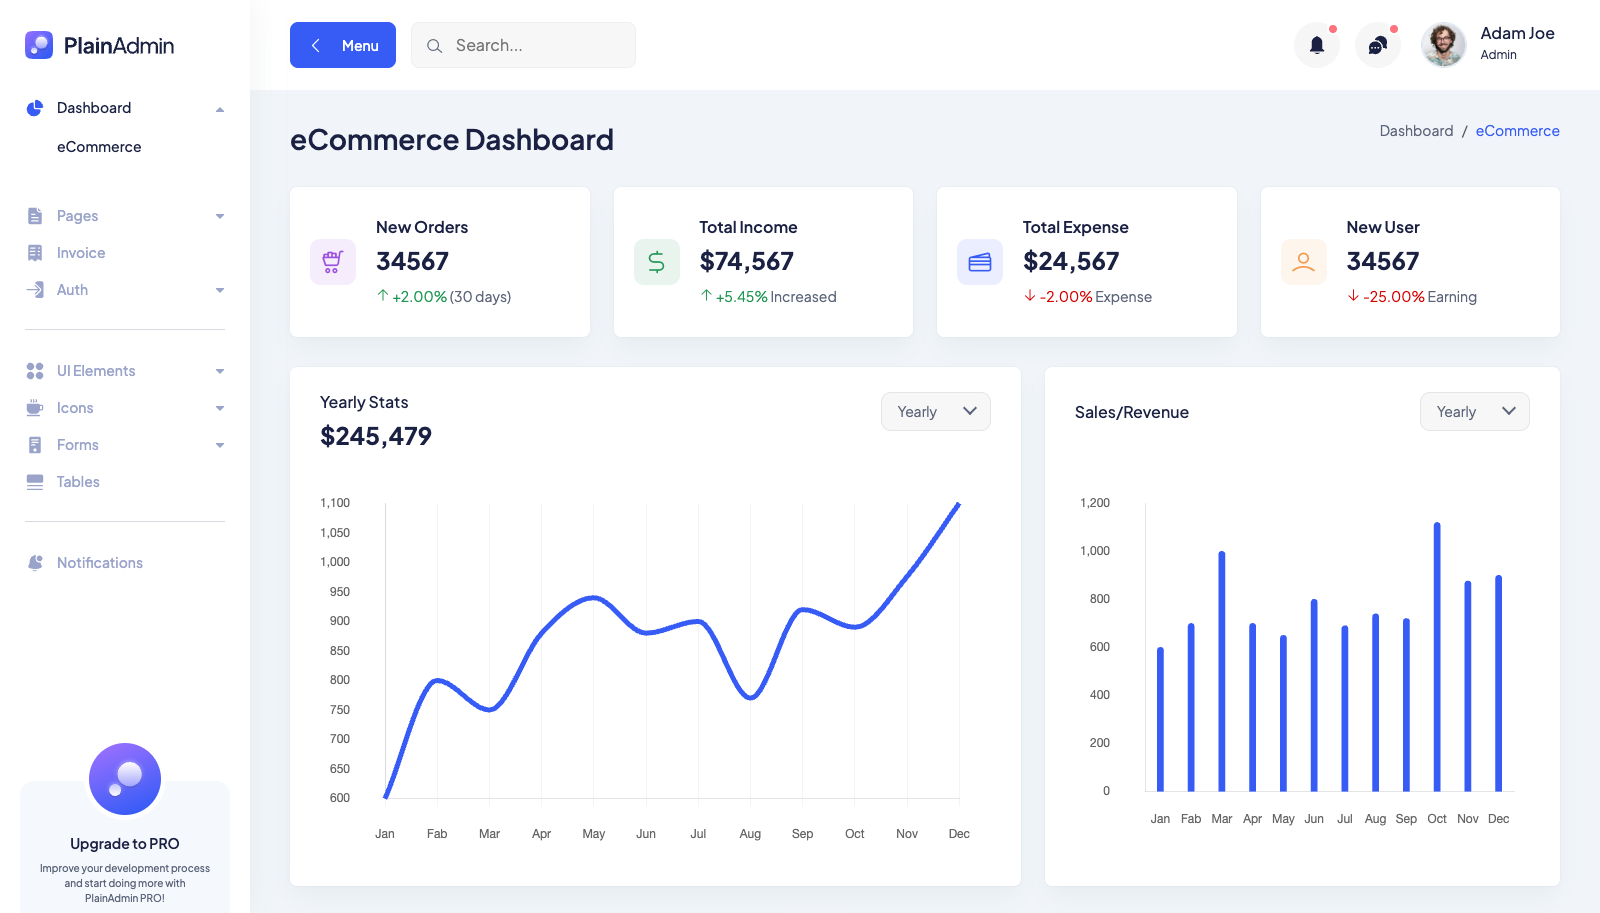 PlainAdmin
Menu
Search...
Adam Joe
Admin
Dashboard
eCommerce
Pages
Invoice
Auth
UI Elements
Icons
Forms
Tables
Notifications
Upgrade to PRO
Improve your development process
and start doing more with
PlainAdmin PRO!
eCommerce Dashboard
Dashboard / eCommerce
New Orders
34567
+2.00% (30 days)
Total Income
$74,567
+5.45% Increased
Total Expense
$24,567
-2.00% Expense
New User
34567
-25.00% Earning
Yearly Stats
$245,479
Yearly
1,100
1,050
1,000
950
900
850
800
750
700
650
600
Jan Fab Mar Apr May Jun Jul Aug Sep Oct Nov Dec
Sales/Revenue
Yearly
1,200
1,000
800
600
400
200
0
Jan Fab Mar Apr May Jun Jul Aug Sep Oct Nov Dec